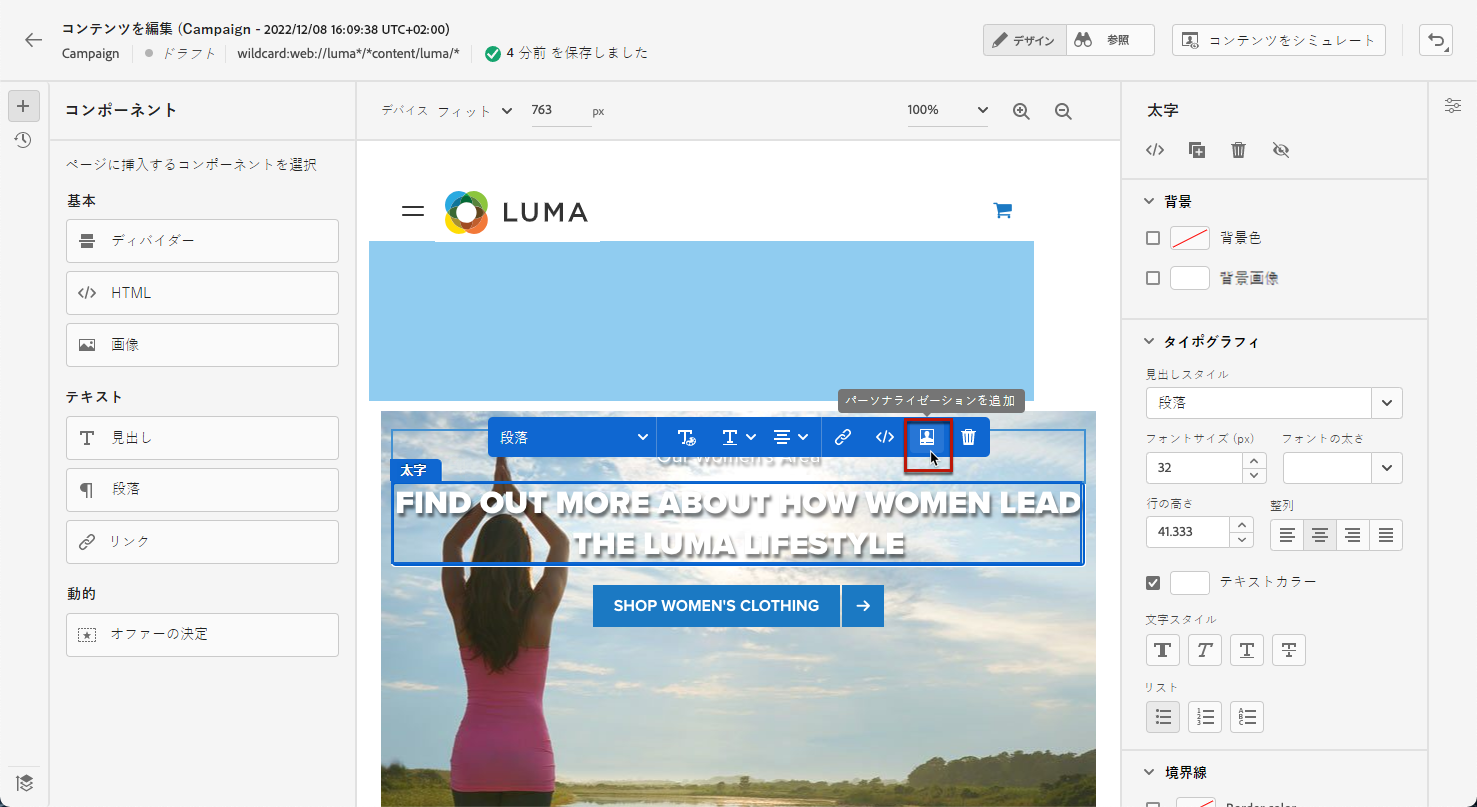 コンテンツを編集 (Campaign - 2022/12/08 16:09:38 UTC+02:00)
Campaign ドラフト wildcard:web://luma*/*content/luma/* 4 分前 を保存しました
デザイン 参照 コンテンツをシミュレート
コンポーネント
ページに挿入するコンポーネントを選択
基本
ディバイダー
HTML
画像
テキスト
見出し
段落
リンク
動的
オファーの決定
デバイス フィット 763 px 100%
LUMA
パーソナライゼーションを追加
段落
Our Women's Area
太字
FIND OUT MORE ABOUT HOW WOMEN LEAD
THE LUMA LIFESTYLE
SHOP WOMEN'S CLOTHING
太字
背景
背景色
背景画像
タイポグラフィ
見出しスタイル
段落
フォントサイズ (px) フォントの太さ
32
行の高さ 整列
41.333
テキストカラー
文字スタイル
リスト
境界線
Border color